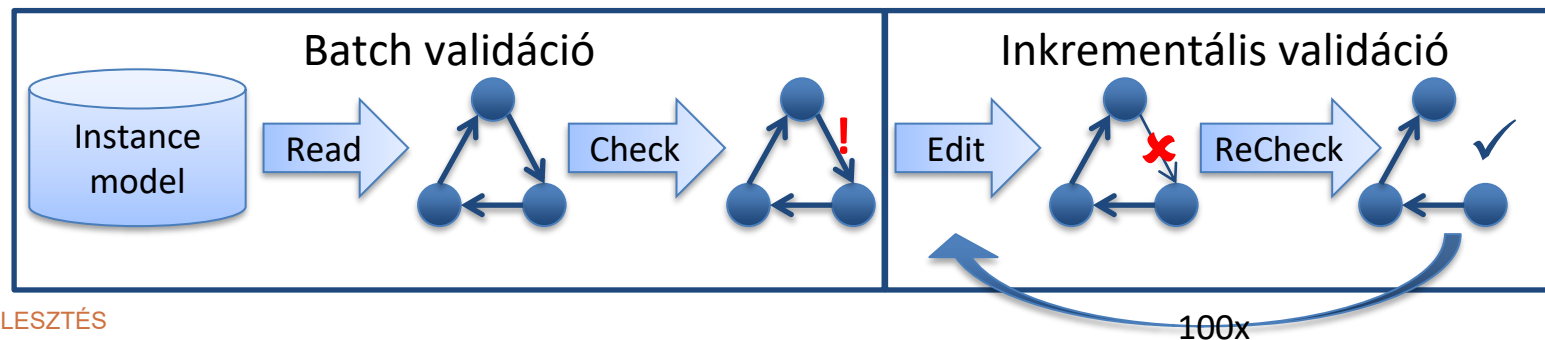 Batch validáció
Inkrementális validáció
Instance
model
Read
Check
!
Edit
ReCheck
100x
LESZTÉS